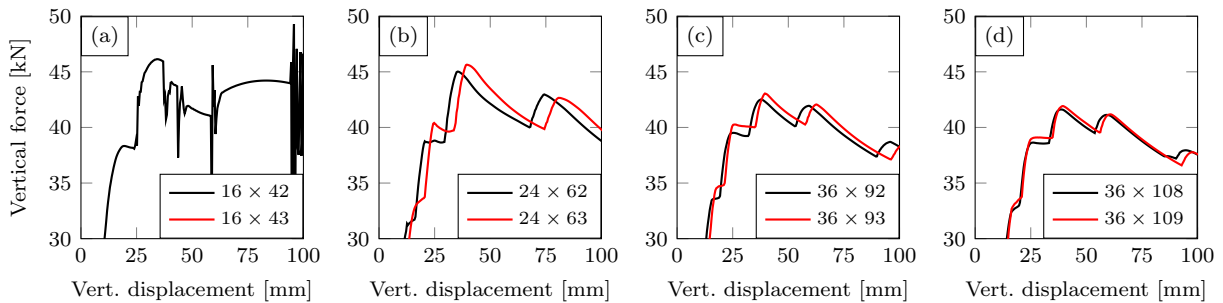 Vertical force [kN]
(a)
50
45
40
35
30
0 25 50 75 100
16 × 42
16 × 43
Vert. displacement [mm]
(b)
50
45
40
35
30
0 25 50 75 100
24 × 62
24 × 63
Vert. displacement [mm]
(c)
50
45
40
35
30
0 25 50 75 100
36 × 92
36 × 93
Vert. displacement [mm]
(d)
50
45
40
35
30
0 25 50 75 100
36 × 108
36 × 109
Vert. displacement [mm]